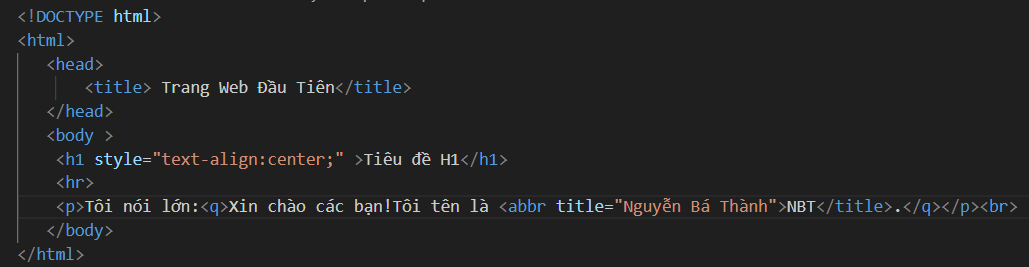 <!DOCTYPE html>
<html>
<head>
<title> Trang Web Đầu Tiên</title>
</head>
<body >
<h1 style="text-align:center;" >Tiêu đề H1</h1>
<hr>
<p>Tôi nói lớn:<q>Xin chào các bạn!Tôi tên là <abbr title="Nguyễn Bá Thành">NBT</title>.</q></p><br>
</body>
</html>